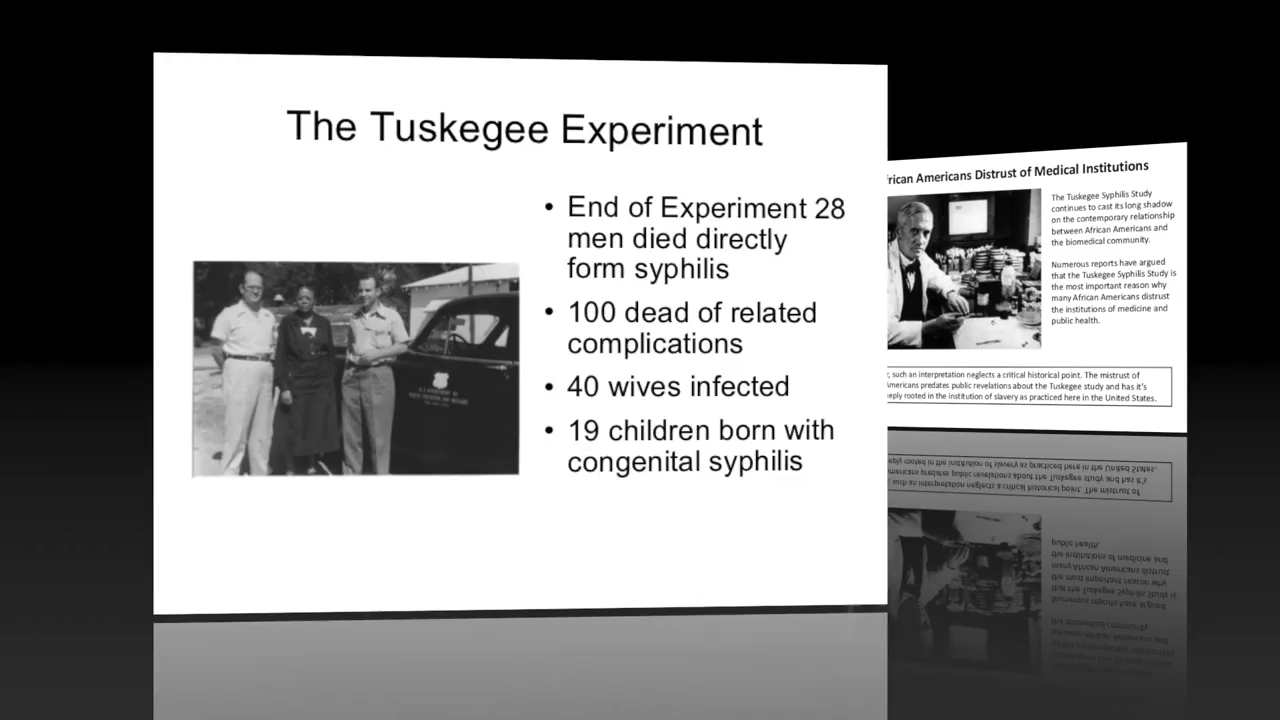 The Tuskegee Experiment
• End of Experiment 28
men died directly
form syphilis
• 100 dead of related
complications
• 40 wives infected
• 19 children born with
congenital syphilis
African Americans Distrust of Medical Institutions
The Tuskegee Syphilis Study
continues to cast its long shadow
on the contemporary relationship
between African Americans and
the biomedical community.
Numerous reports have argued
that the Tuskegee Syphilis Study is
the most important reason why
many African Americans distrust
the institutions of medicine and
public health.
, such an interpretation neglects a critical historical point. The mistrust of
Americans predates public revelations about the Tuskegee study and has it's
rooted in the institution of slavery as practiced here in the United States.